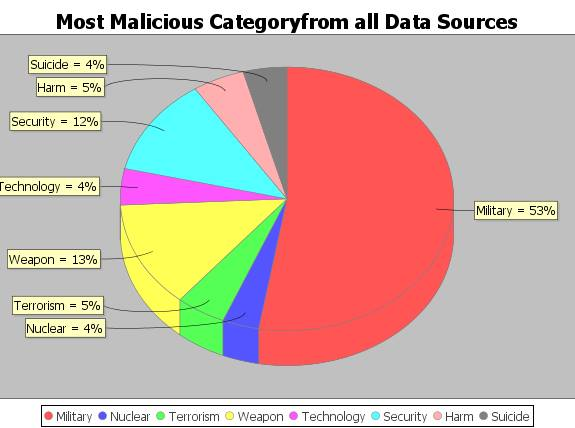 Most Malicious Categoryfrom all Data Sources
Suicide = 4%
Harm = 5%
Security = 12%
Technology = 4%
Military = 53%
Weapon = 13%
Terrorism = 5%
Nuclear = 4%
Military Nuclear Terrorism Weapon Technology Security Harm Suicide